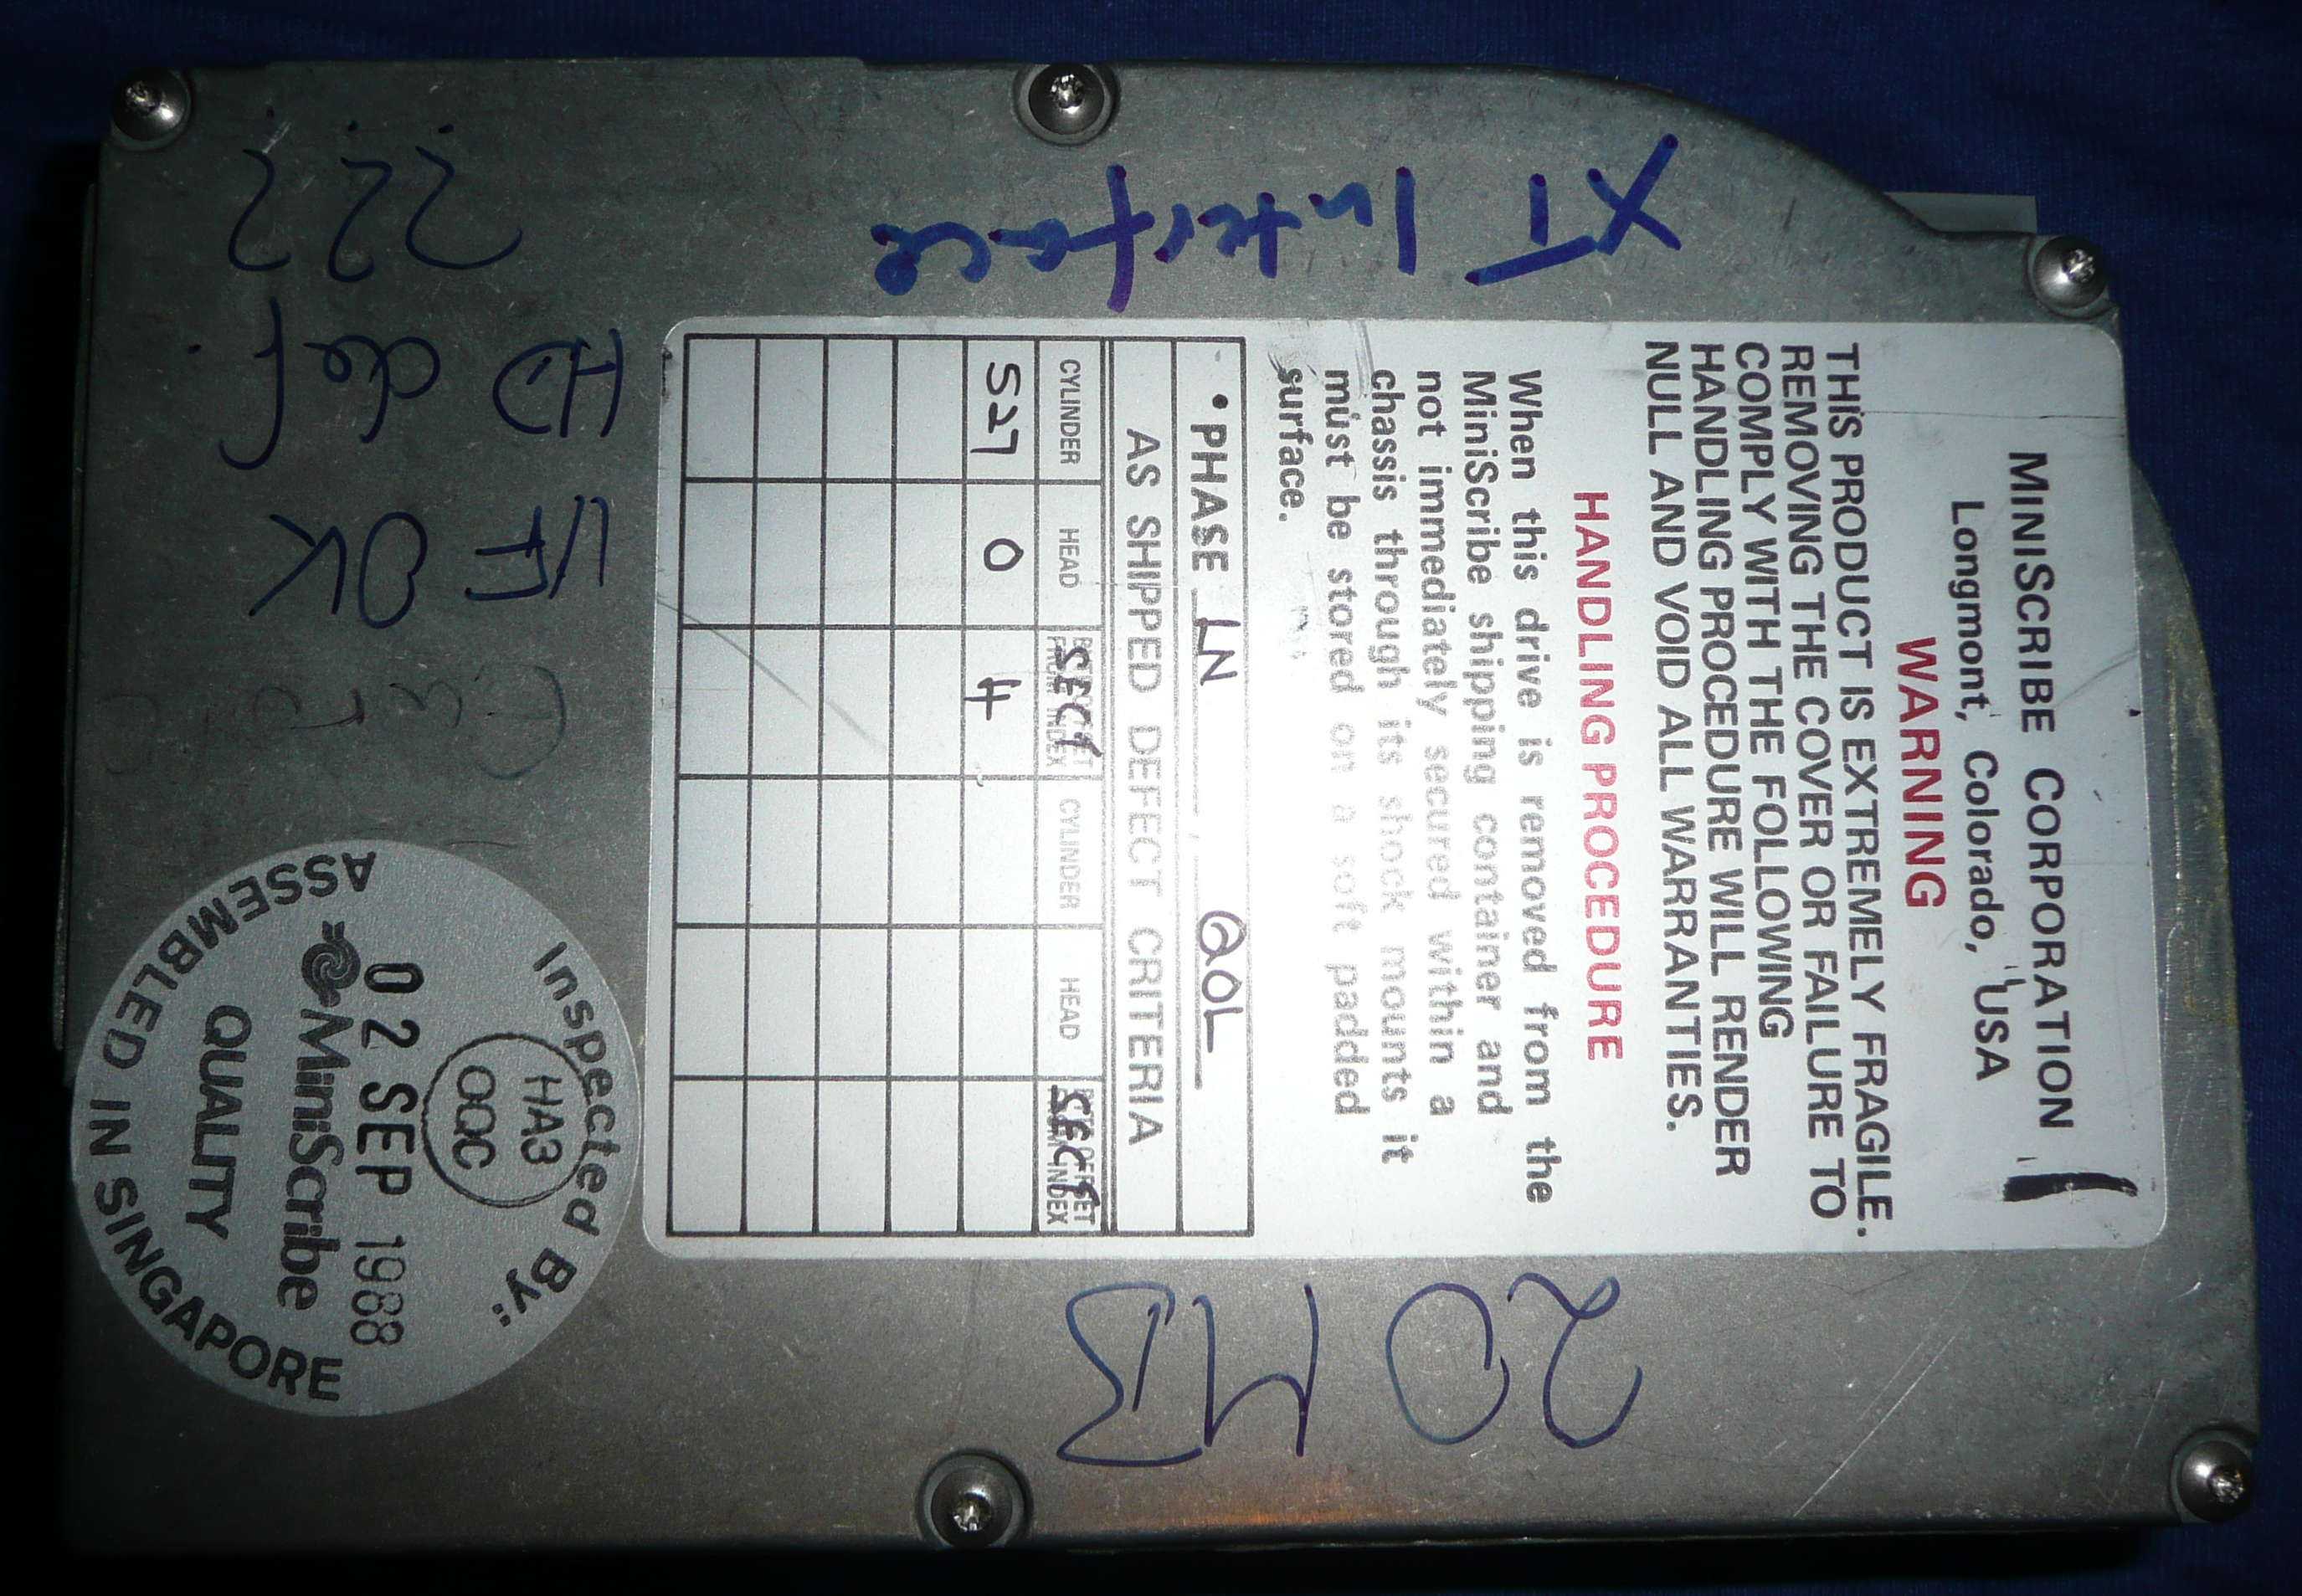 MINISCRIBE CORPORATION
Longmont, Colorado, USA
WARNING
THIS PRODUCT IS EXTREMELY FRAGILE.
REMOVING THE COVER OR FAILURE TO
COMPLY WITH THE FOLLOWING
HANDLING PROCEDURE WILL RENDER
NULL AND VOID ALL WARRANTIES.
HANDLING PROCEDURE
When this drive is removed from the
MiniScribe shipping container and
not immediately secured within a
chassis through its shock mounts it
must be stored on a soft padded
surface.
PHASE LN, 20L
AS SHIPPED DEFECT CRITERIA
CYLINDER HEAD SECT CYLINDER HEAD SECT
527 0 4
XT Interface
20 MB
???
HD def
OK
Inspected By:
HA3
OQC
02 SEP 1988
MiniScribe
QUALITY
ASSEMBLED IN SINGAPORE